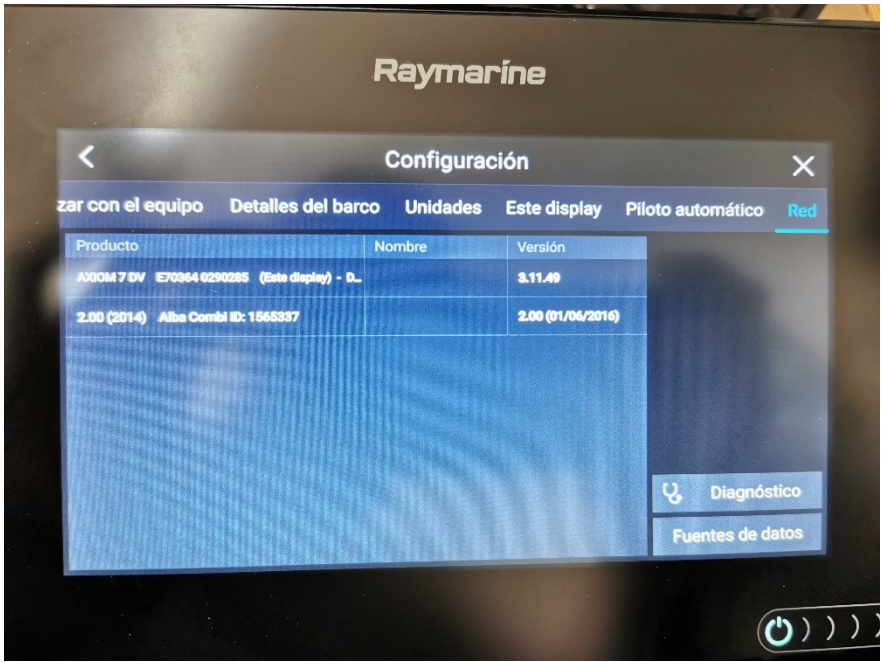 Raymarine
Configuración
zar con el equipo Detalles del barco Unidades Este display Piloto automático Red
Producto Nombre Versión
AXIOM 7 DV E70364 0290285 (Este display) - D... 3.11.49
2.00 (2014) Alba Combi ID: 1565337 2.00 (01/06/2016)
Diagnóstico
Fuentes de datos